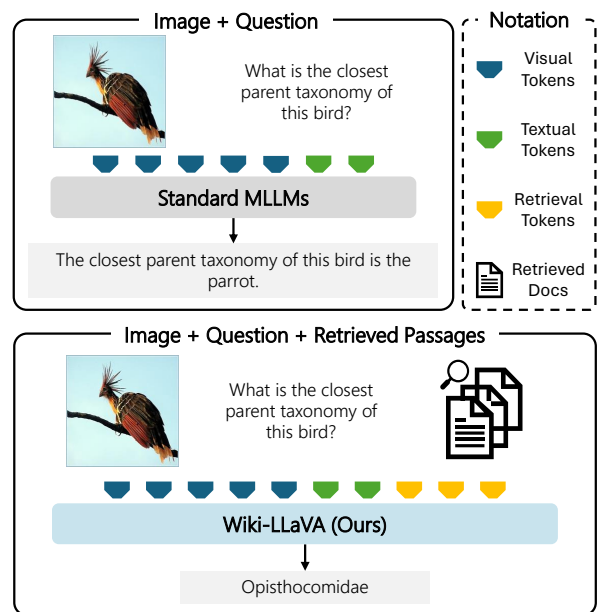 Image + Question
What is the closest
parent taxonomy of
this bird?
Standard MLLMs
The closest parent taxonomy of this bird is the
parrot.
Notation
Visual
Tokens
Textual
Tokens
Retrieval
Tokens
Retrieved
Docs
Image + Question + Retrieved Passages
What is the closest
parent taxonomy of
this bird?
Wiki-LLaVA (Ours)
Opisthocomidae